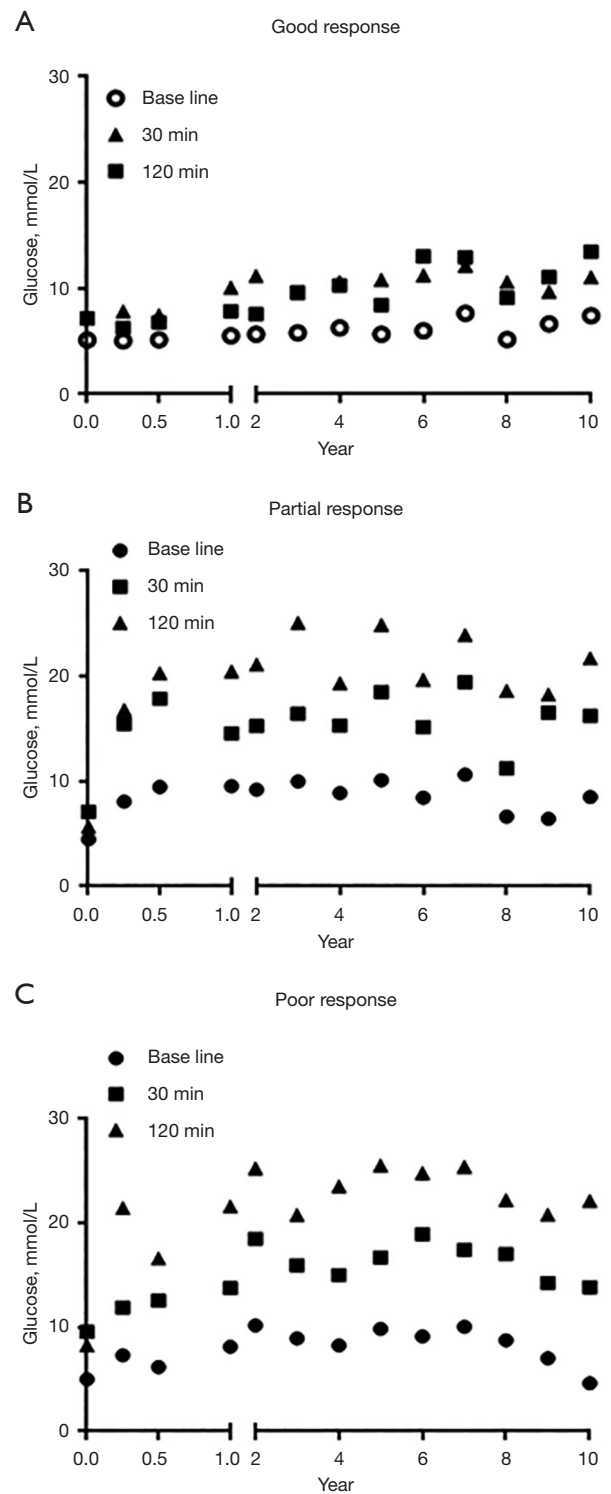 A
Good response
30
Base line
30 min
120 min
20
Glucose, mmol/L
10
0
0.0 0.5 1.0 2 4 6 8 10
Year
B
Partial response
Base line
30
30 min
120 min
20
Glucose, mmol/L
10
0
0.0 0.5 1.0 2 4 6 8 10
Year
C
Poor response
Base line
30 min
30
120 min
20
Glucose, mmol/L
10
0
0.0 0.5 1.0 2 4 6 8 10
Year